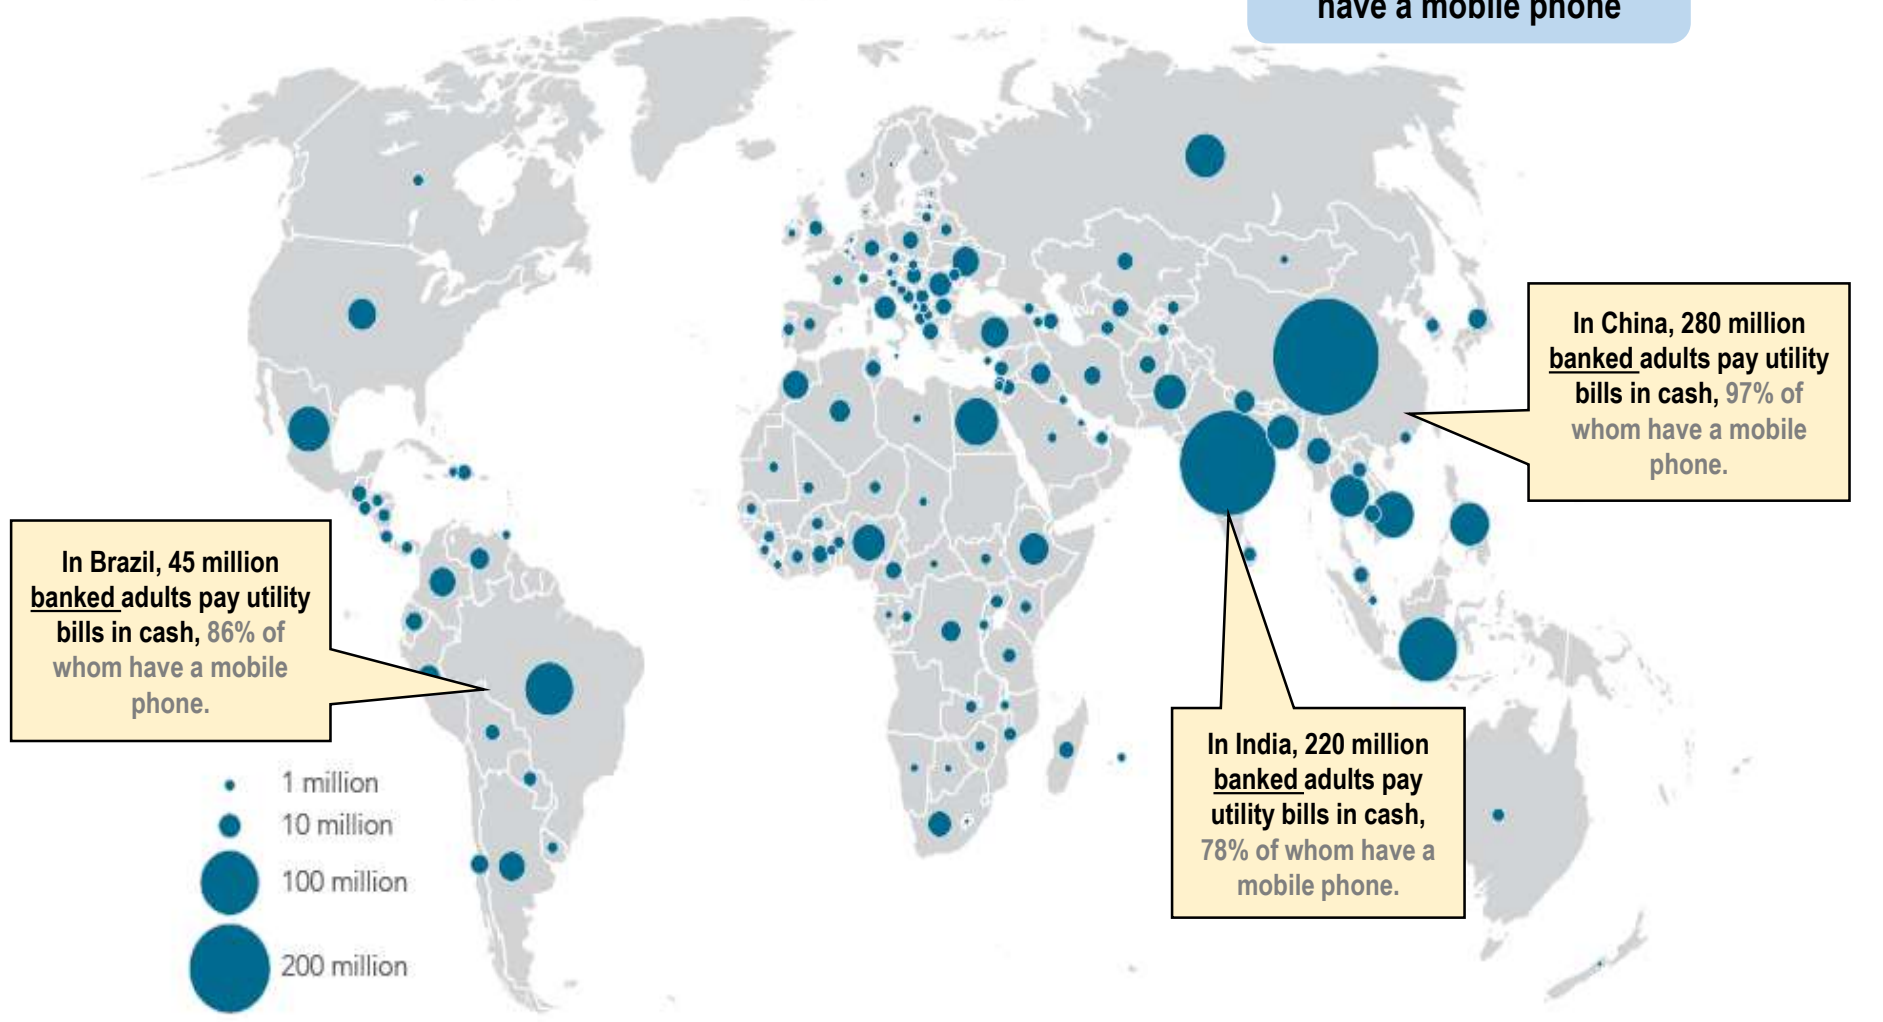 have a mobile phone
In China, 280 million
banked adults pay utility
bills in cash, 97% of
whom have a mobile
phone.
In Brazil, 45 million
banked adults pay utility
bills in cash, 86% of
whom have a mobile
phone.
In India, 220 million
banked adults pay
utility bills in cash,
78% of whom have a
mobile phone.
1 million
10 million
100 million
200 million